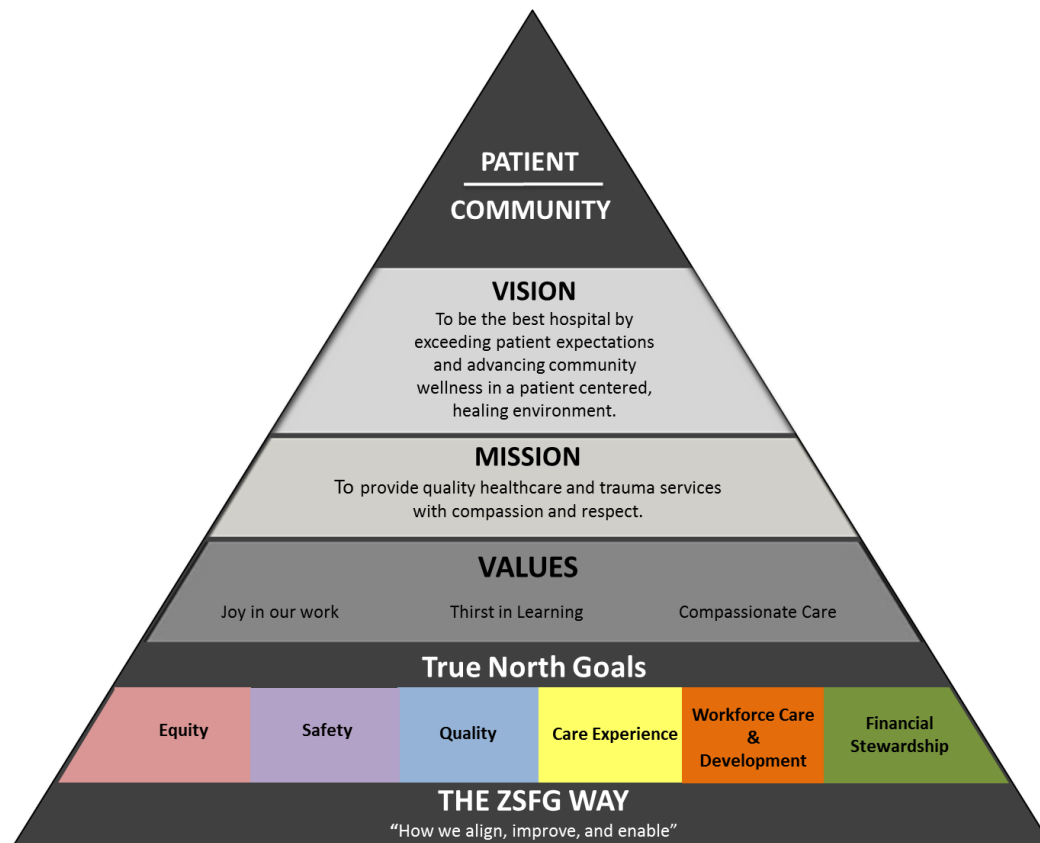 PATIENT
COMMUNITY
VISION
To be the best hospital by
exceeding patient expectations
and advancing community
wellness in a patient centered,
healing environment.
MISSION
To provide quality healthcare and trauma services
with compassion and respect.
VALUES
Joy in our work Thirst in Learning Compassionate Care
True North Goals
Equity
Safety
Quality
Care Experience
Workforce Care
&
Development
Financial
Stewardship
THE ZSFG WAY
“How we align, improve, and enable”